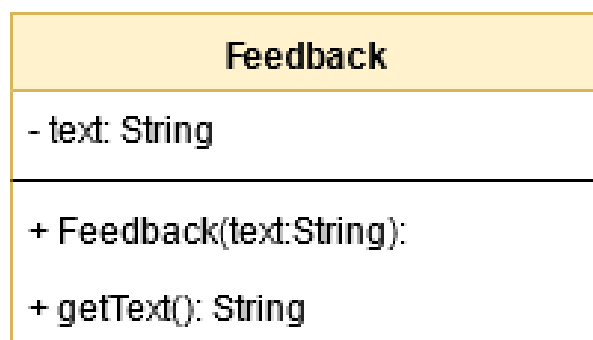 Feedback
- text: String
+ Feedback(text:String):
+ getText(): String